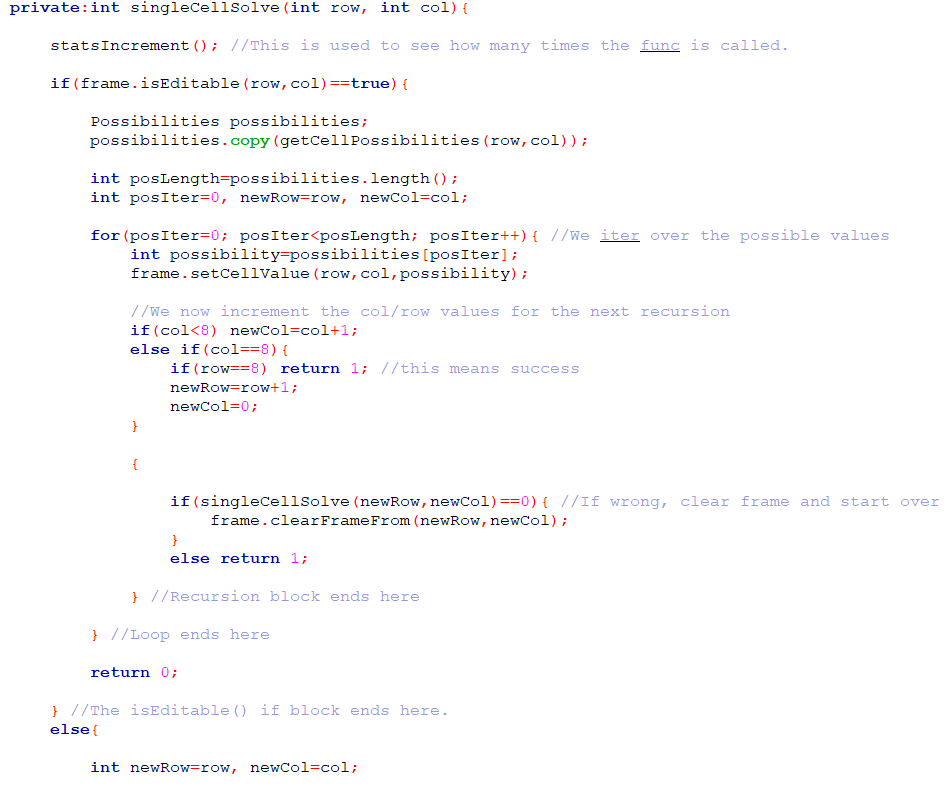 private:int singleCellSolve(int row, int col){
statsIncrement(); //This is used to see how many times the func is called.
if(frame.isEditable(row,col)==true){
Possibilities possibilities;
possibilities.copy(getCellPossibilities(row,col));
int posLength=possibilities.length();
int posIter=0, newRow=row, newCol=col;
for(posIter=0; posIter<posLength; posIter++){ //We iter over the possible values
int possibility=possibilities[posIter];
frame.setCellValue(row,col,possibility);
//We now increment the col/row values for the next recursion
if(col<8) newCol=col+1;
else if(col==8){
if(row==8) return 1; //this means success
newRow=row+1;
newCol=0;
}
{
if(singleCellSolve(newRow,newCol)==0){ //If wrong, clear frame and start over
frame.clearFrameFrom(newRow,newCol);
}
else return 1;
} //Recursion block ends here
} //Loop ends here
return 0;
} //The isEditable() if block ends here.
else{
int newRow=row, newCol=col;